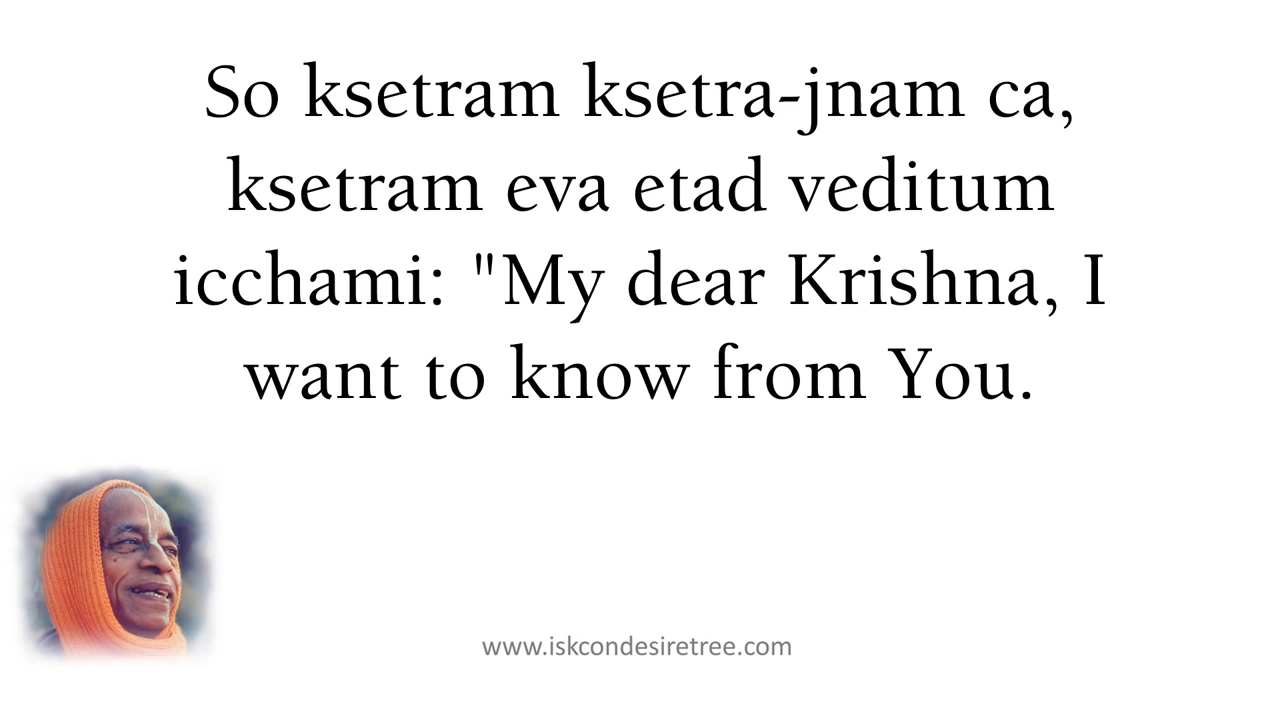 So ksetram ksetra-jnam ca,
ksetram eva etad veditum
icchami: "My dear Krishna, I
want to know from You.
www.iskcondesiretree.com